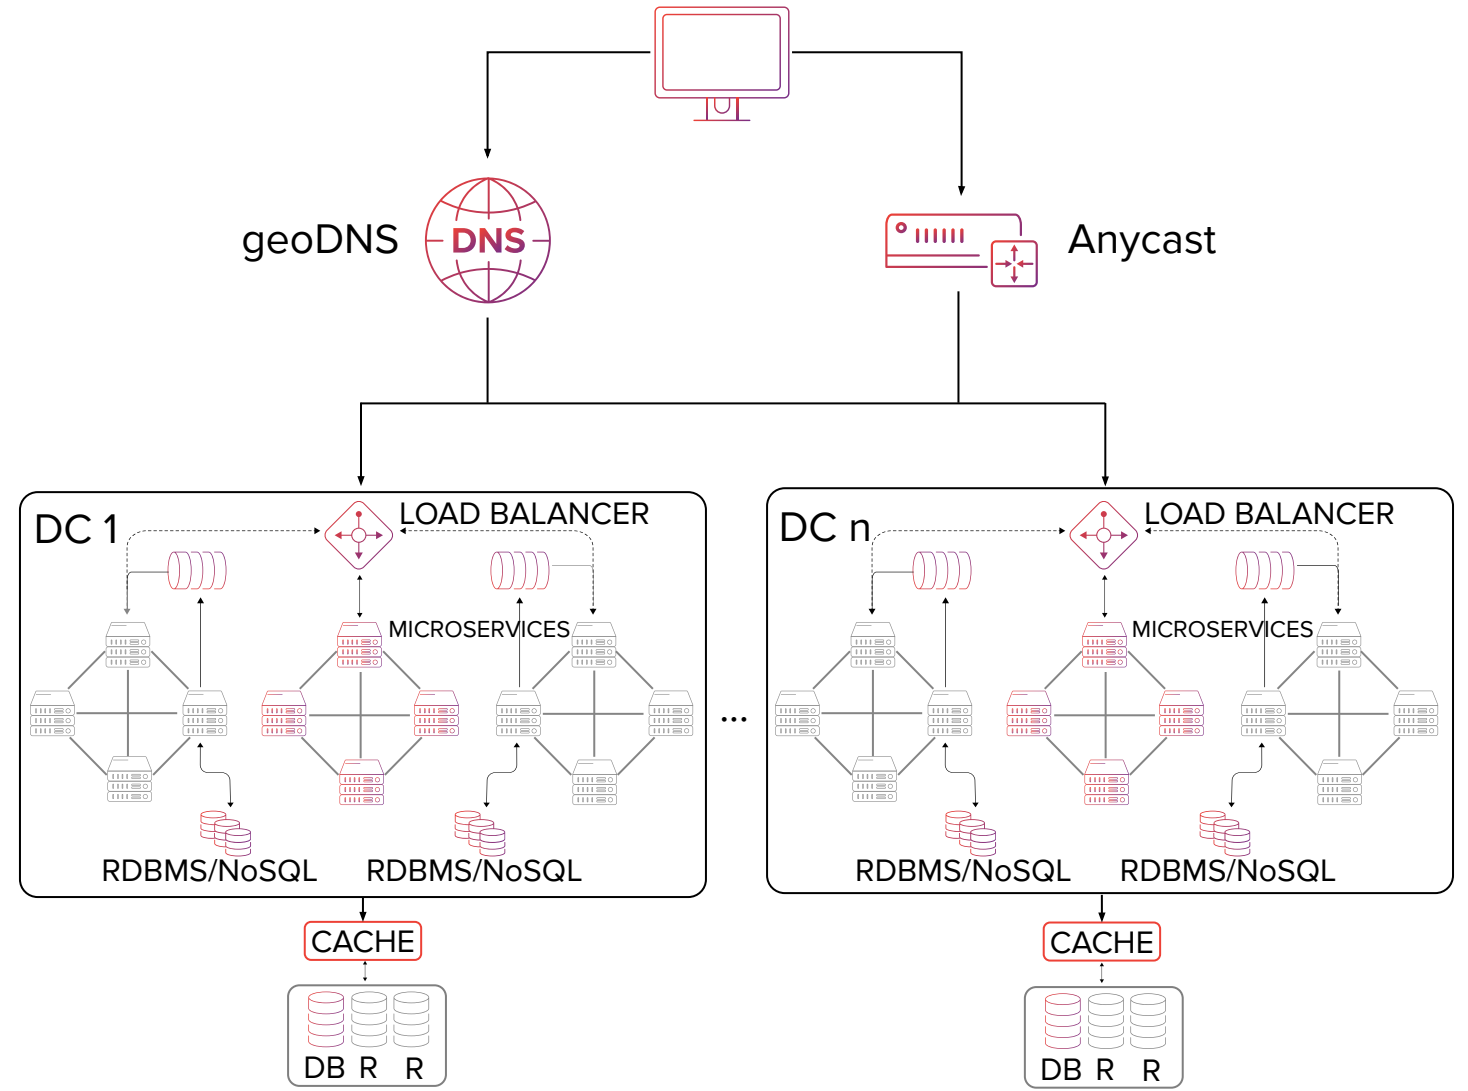 geoDNS
DNS
Anycast
DC 1
LOAD BALANCER
MICROSERVICES
RDBMS/NoSQL
RDBMS/NoSQL
...
DC n
LOAD BALANCER
MICROSERVICES
RDBMS/NoSQL
RDBMS/NoSQL
CACHE
DB R R
CACHE
DB R R